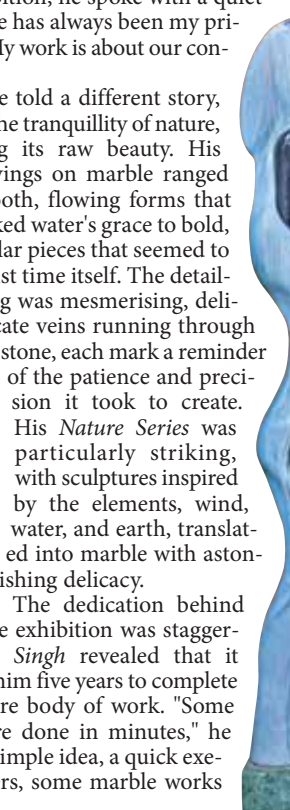 he spoke with a quiet
e has always been my pri-
My work is about our con-
e told a different story,
he tranquillity of nature,
g its raw beauty. His
vings on marble ranged
oth, flowing forms that
ked water's grace to bold,
lar pieces that seemed to
st time itself. The detail-
g was mesmerising, deli-
cate veins running through
stone, each mark a reminder
of the patience and preci-
sion it took to create.
His Nature Series was
particularly striking,
with sculptures inspired
by the elements, wind,
water, and earth, translat-
ed into marble with aston-
ishing delicacy.
The dedication behind
e exhibition was stagger-
Singh revealed that it
him five years to complete
re body of work. "Some
re done in minutes," he
imple idea, a quick exe-
rs, some marble works